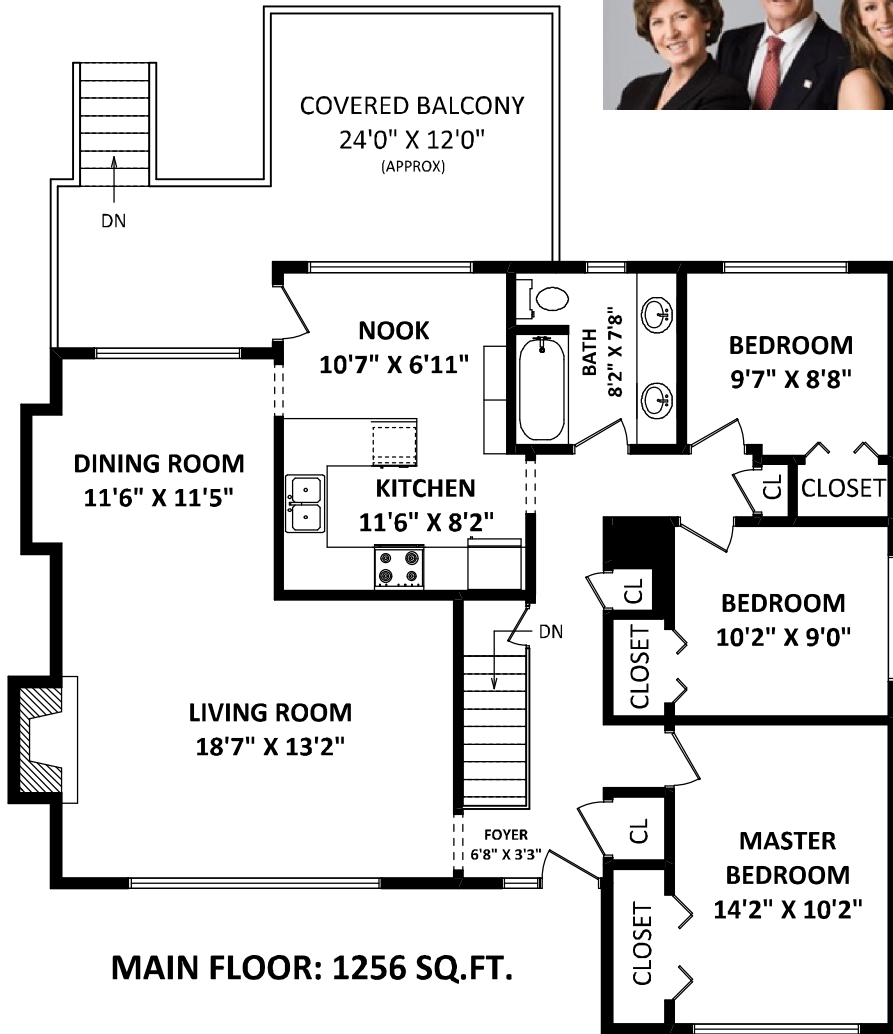 COVERED BALCONY
24'0" X 12'0"
(APPROX)
DN
NOOK
10'7" X 6'11"
BATH
8'2" X 7'8"
BEDROOM
9'7" X 8'8"
DINING ROOM
11'6" X 11'5"
KITCHEN
11'6" X 8'2"
CL
CLOSET
CL
BEDROOM
10'2" X 9'0"
DN
CLOSET
LIVING ROOM
18'7" X 13'2"
FOYER
6'8" X 3'3"
CL
MASTER
BEDROOM
14'2" X 10'2"
CLOSET
MAIN FLOOR: 1256 SQ.FT.